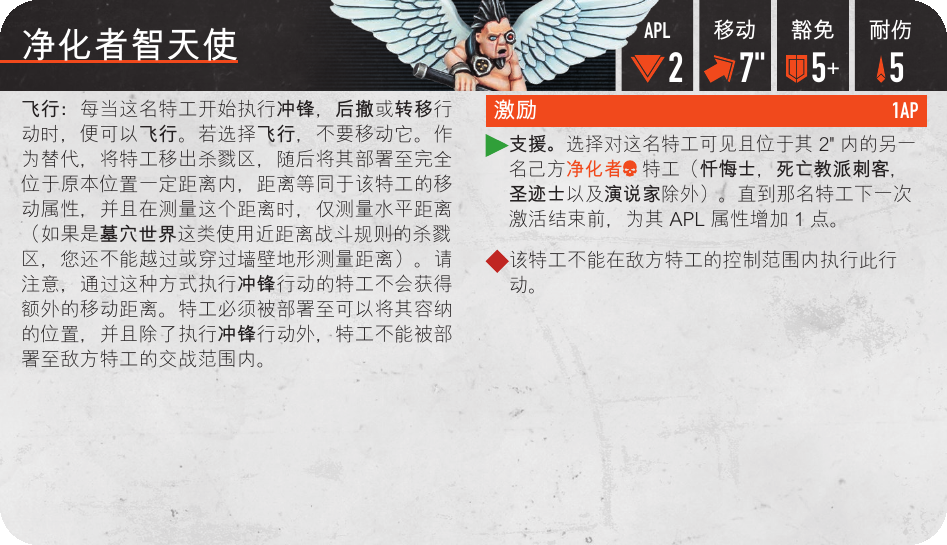 净化者智天使
APL
2
移动
7"
豁免
5+
耐伤
5
飞行：每当这名特工开始执行冲锋，后撤或转移行
动时，便可以飞行。若选择飞行，不要移动它。作
为替代，将特工移出杀戮区，随后将其部署至完全
位于原本位置一定距离内，距离等同于该特工的移
动属性，并且在测量这个距离时，仅测量水平距离
（如果是墓穴世界这类使用近距离战斗规则的杀戮
区，您还不能越过或穿过墙壁地形测量距离）。请
注意，通过这种方式执行冲锋行动的特工不会获得
额外的移动距离。特工必须被部署至可以将其容纳
的位置，并且除了执行冲锋行动外，特工不能被部
署至敌方特工的交战范围内。
激励 1AP
支援。选择对这名特工可见且位于其 2" 内的另一
名己方净化者 特工（忏悔士，死亡教派刺客，
圣迹士以及演说家除外）。直到那名特工下一次
激活结束前，为其 APL 属性增加 1 点。
该特工不能在敌方特工的控制范围内执行此行
动。